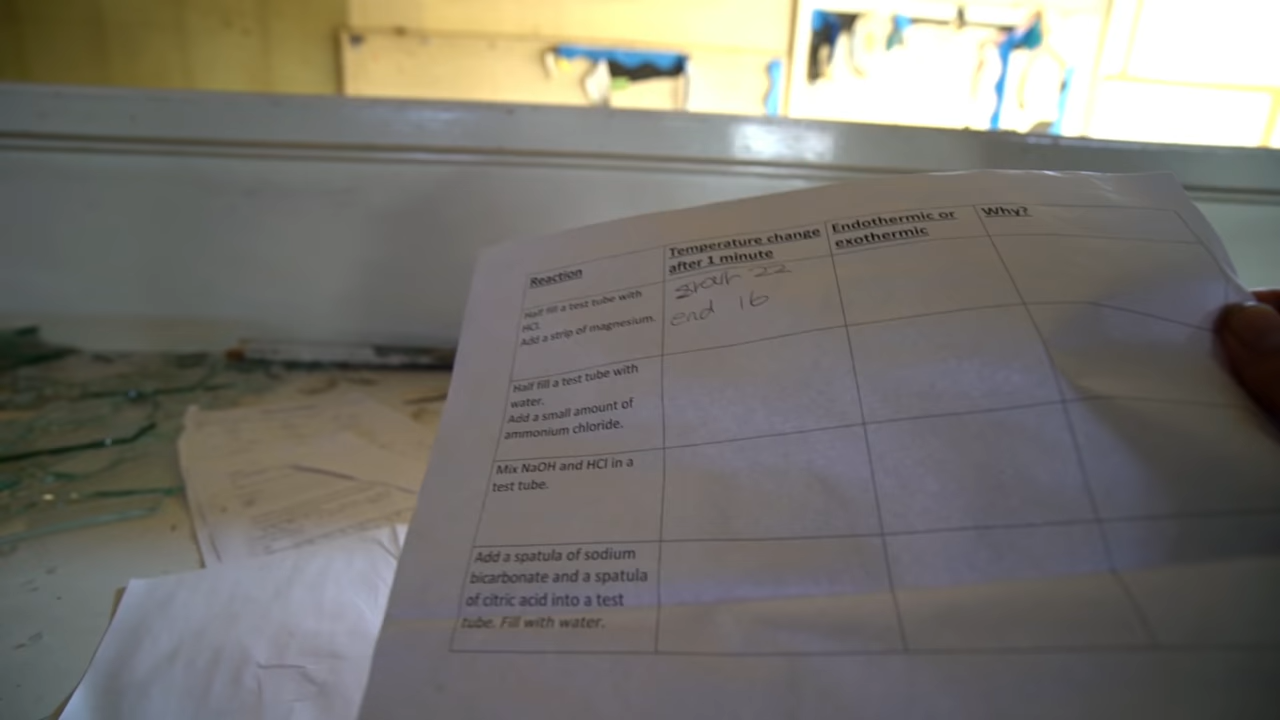 Reaction
Temperature change
after 1 minute
Endothermic or
exothermic
Why?
Half fill a test tube with
HCl.
Add a strip of magnesium.
start 22
end 16
Half fill a test tube with
water.
Add a small amount of
ammonium chloride.
Mix NaOH and HCl in a
test tube.
Add a spatula of sodium
bicarbonate and a spatula
of citric acid into a test
tube. Fill with water.